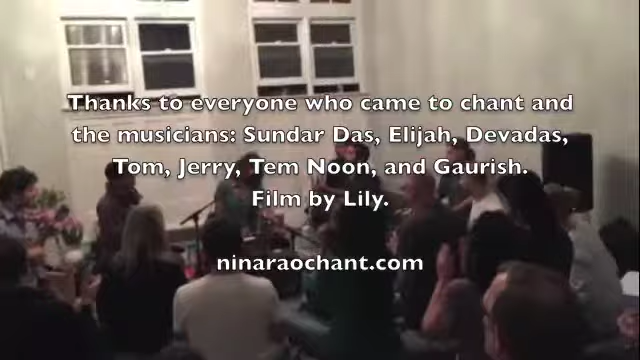 Thanks to everyone who came to chant and
the musicians: Sundar Das, Elijah, Devadas,
Tom, Jerry, Tem Noon, and Gaurish.
Film by Lily.
ninaraochant.com